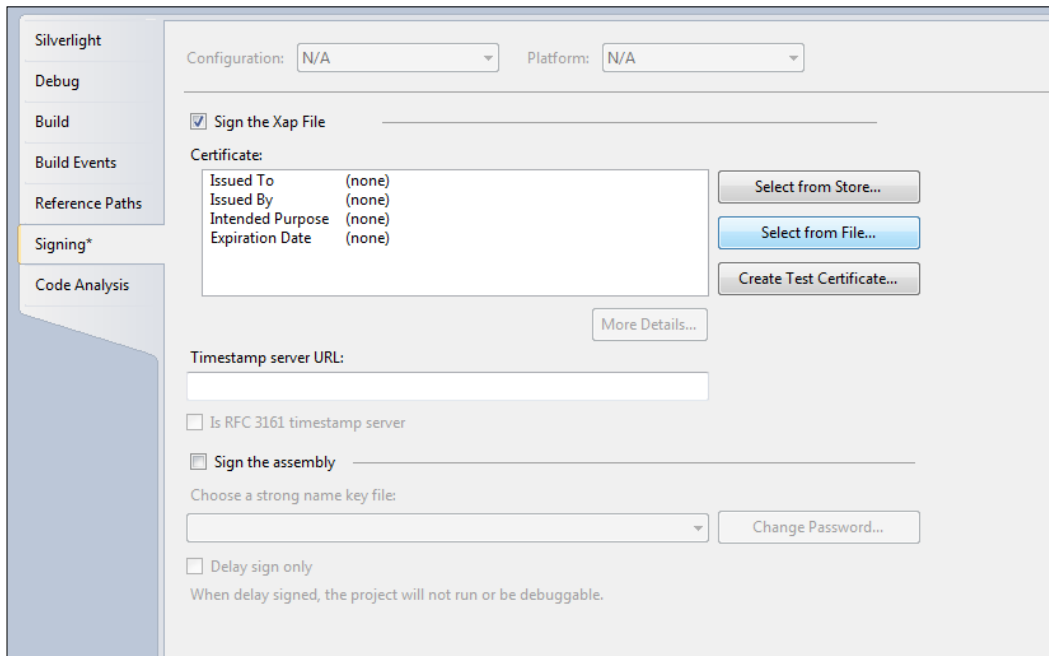 Silverlight
Debug
Build
Build Events
Reference Paths
Signing*
Code Analysis
Configuration: N/A Platform: N/A
Sign the Xap File
Certificate:
Issued To (none)
Issued By (none)
Intended Purpose (none)
Expiration Date (none)
Select from Store...
Select from File...
Create Test Certificate...
More Details...
Timestamp server URL:
Is RFC 3161 timestamp server
Sign the assembly
Choose a strong name key file:
Change Password...
Delay sign only
When delay signed, the project will not run or be debuggable.